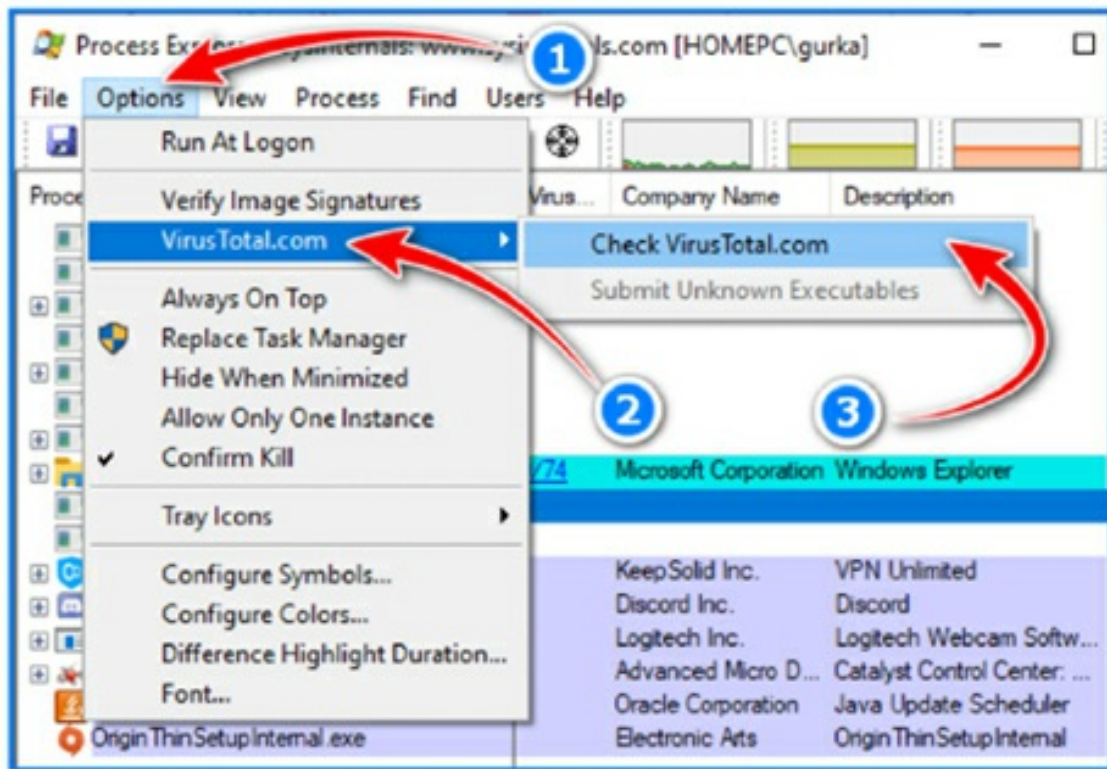 Process Ex
ls.com [HOMEPC\gurka]
1
File Options View Process Find Users Help
Run At Logon
Verify Image Signatures
Company Name Description
VirusTotal.com
Check VirusTotal.com
Submit Unknown Executables
Always On Top
Replace Task Manager
Hide When Minimized
Allow Only One Instance
2
3
Confirm Kill
/74 Microsoft Corporation Windows Explorer
Tray Icons
Configure Symbols...
KeepSolid Inc. VPN Unlimited
Configure Colors...
Discord Inc. Discord
Logitech Inc. Logitech Webcam Softw...
Difference Highlight Duration...
Advanced Micro D... Catalyst Control Center: ...
Font...
Oracle Corporation Java Update Scheduler
OriginThinSetupInternal.exe Electronic Arts OriginThinSetupInternal